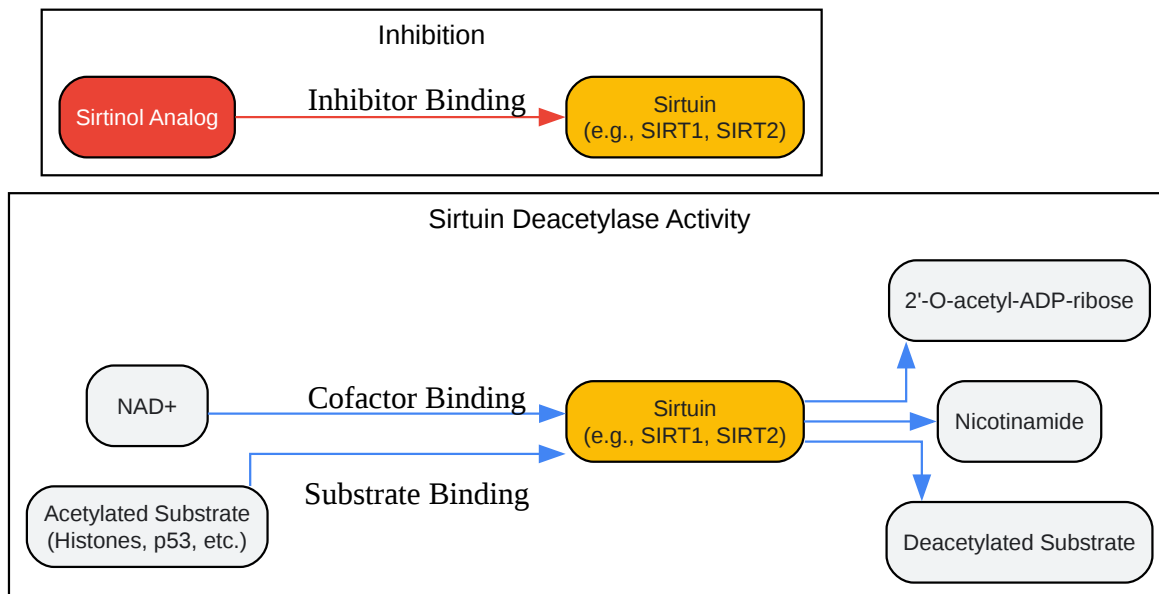 Inhibition
Sirtinol Analog
Inhibitor Binding
Sirtuin
(e.g., SIRT1, SIRT2)
Sirtuin Deacetylase Activity
2'-O-acetyl-ADP-ribose
NAD+
Cofactor Binding
Sirtuin
(e.g., SIRT1, SIRT2)
Nicotinamide
Acetylated Substrate
(Histones, p53, etc.)
Substrate Binding
Deacetylated Substrate